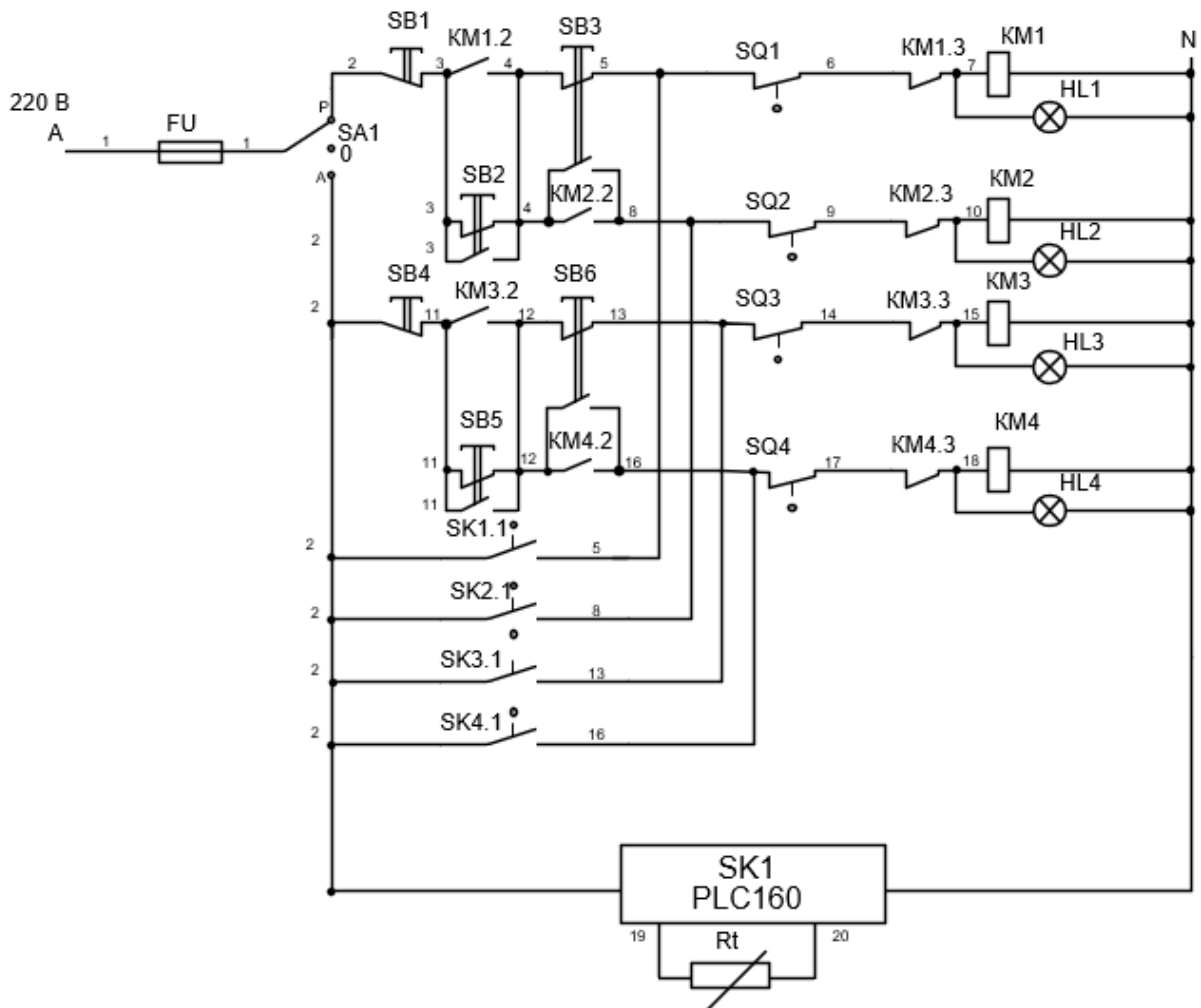 SB1
KM1.2
SB3
SQ1
KM1.3
KM1
N
2
3
4
5
6
7
220 В
HL1
P
A
FU
SA1
1
1
0
A
SB2
KM2.2
SQ2
KM2.3
KM2
3
4
8
9
10
3
2
HL2
SB4
KM3.2
SB6
SQ3
KM3.3
KM3
2
11
12
13
14
15
HL3
SB5
KM4.2
SQ4
KM4.3
KM4
11
12
16
17
18
11
HL4
SK1.1
2
5
SK2.1
2
8
SK3.1
2
13
SK4.1
2
16
SK1
PLC160
19
Rt
20